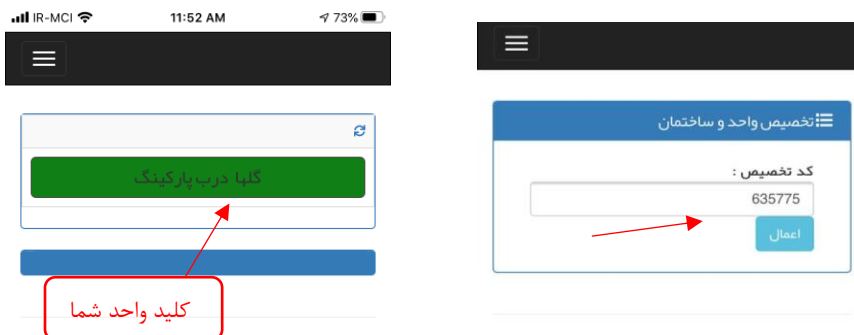 IR-MCI 11:52 AM 73%
گلها درب پارکینگ
کلید واحد شما
تخصیص واحد و ساختمان
کد تخصیص :
635775
اعمال